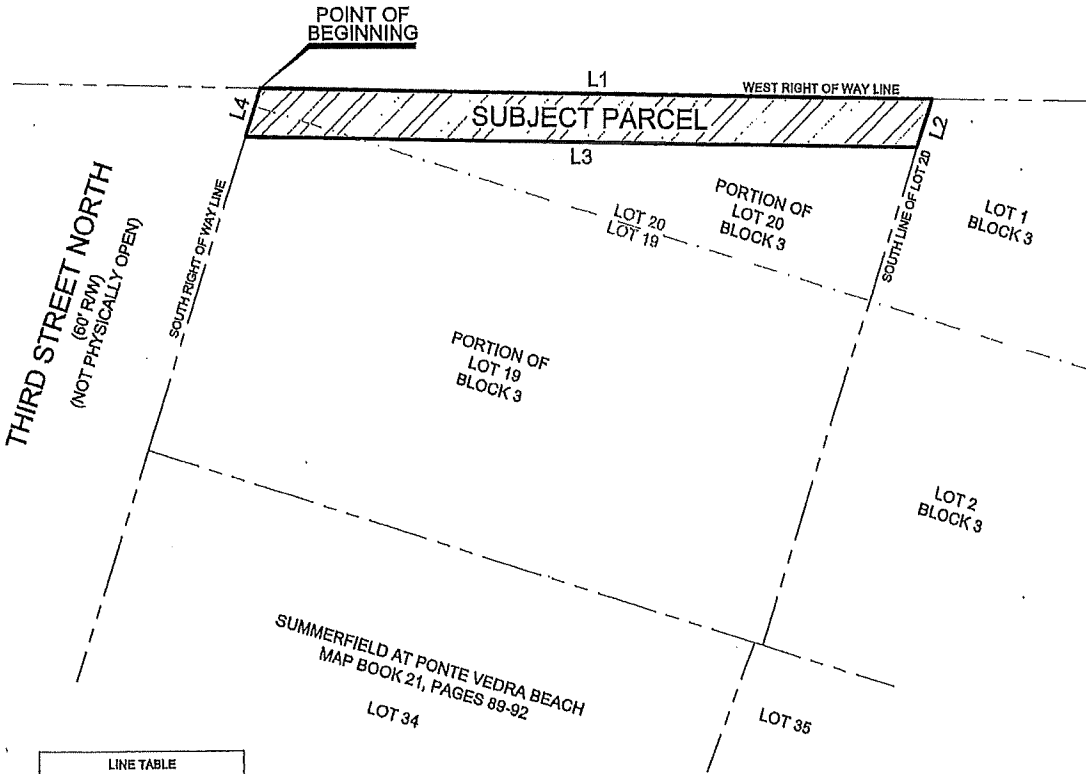 POINT OF
BEGINNING
L1
WEST RIGHT OF WAY LINE
L4
SUBJECT PARCEL
L2
L3
THIRD STREET NORTH
(60' R/W)
(NOT PHYSICALLY OPEN)
SOUTH RIGHT OF WAY LINE
LOT 20
LOT 19
PORTION OF
LOT 20
BLOCK 3
SOUTH LINE OF LOT 20
LOT 1
BLOCK 3
PORTION OF
LOT 19
BLOCK 3
LOT 2
BLOCK 3
SUMMERFIELD AT PONTE VEDRA BEACH
MAP BOOK 21, PAGES 89-92
LOT 34
LOT 35
LINE TABLE